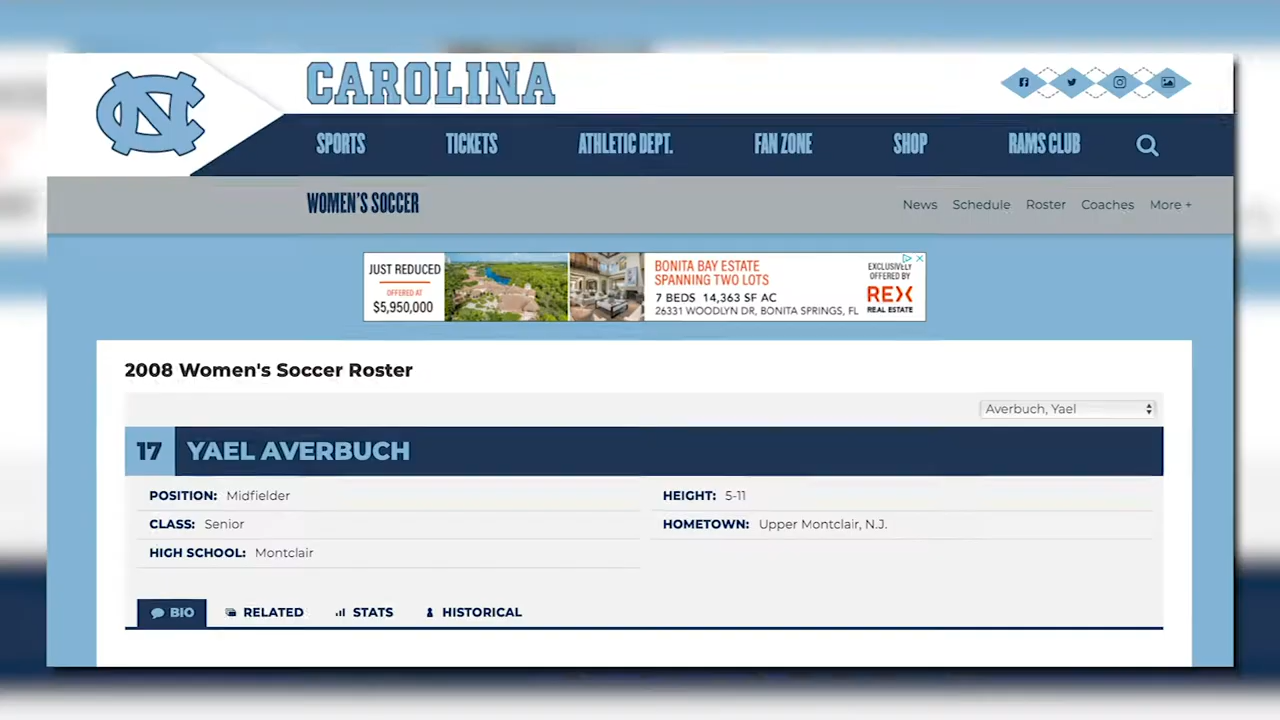 NC
CAROLINA
SPORTS TICKETS ATHLETIC DEPT. FAN ZONE SHOP RAMS CLUB
WOMEN'S SOCCER
News Schedule Roster Coaches More +
JUST REDUCED
OFFERED AT
$5,950,000
BONITA BAY ESTATE
SPANNING TWO LOTS
7 BEDS 14,363 SF AC
26331 WOODLYN DR, BONITA SPRINGS, FL
EXCLUSIVELY
OFFERED BY
REX
REAL ESTATE
2008 Women's Soccer Roster
Averbuch, Yael
17 YAEL AVERBUCH
POSITION: Midfielder
HEIGHT: 5-11
CLASS: Senior
HOMETOWN: Upper Montclair, N.J.
HIGH SCHOOL: Montclair
BIO RELATED STATS HISTORICAL